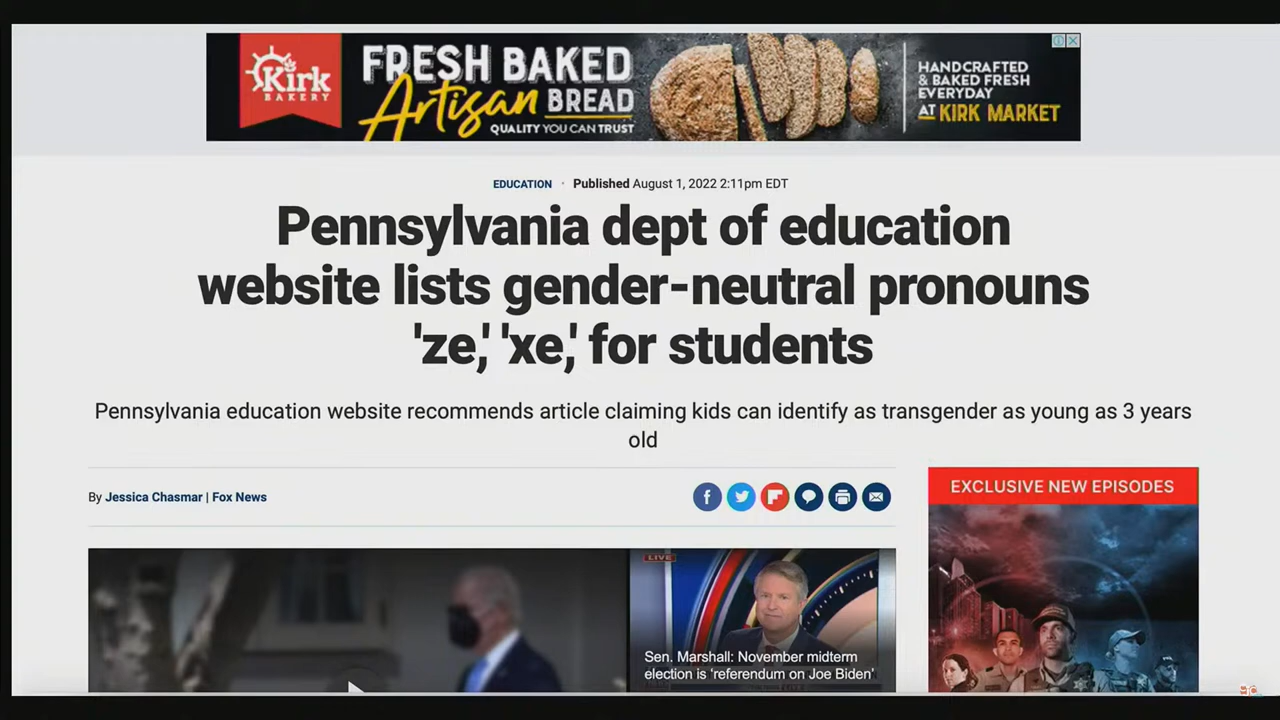 Kirk
BAKERY
FRESH BAKED
Artisan BREAD
QUALITY YOU CAN TRUST
HANDCRAFTED
& BAKED FRESH
EVERYDAY
AT KIRK MARKET
EDUCATION · Published August 1, 2022 2:11pm EDT
Pennsylvania dept of education
website lists gender-neutral pronouns
'ze,' 'xe,' for students
Pennsylvania education website recommends article claiming kids can identify as transgender as young as 3 years
old
By Jessica Chasmar | Fox News
EXCLUSIVE NEW EPISODES
LIVE
Sen. Marshall: November midterm
election is 'referendum on Joe Biden'